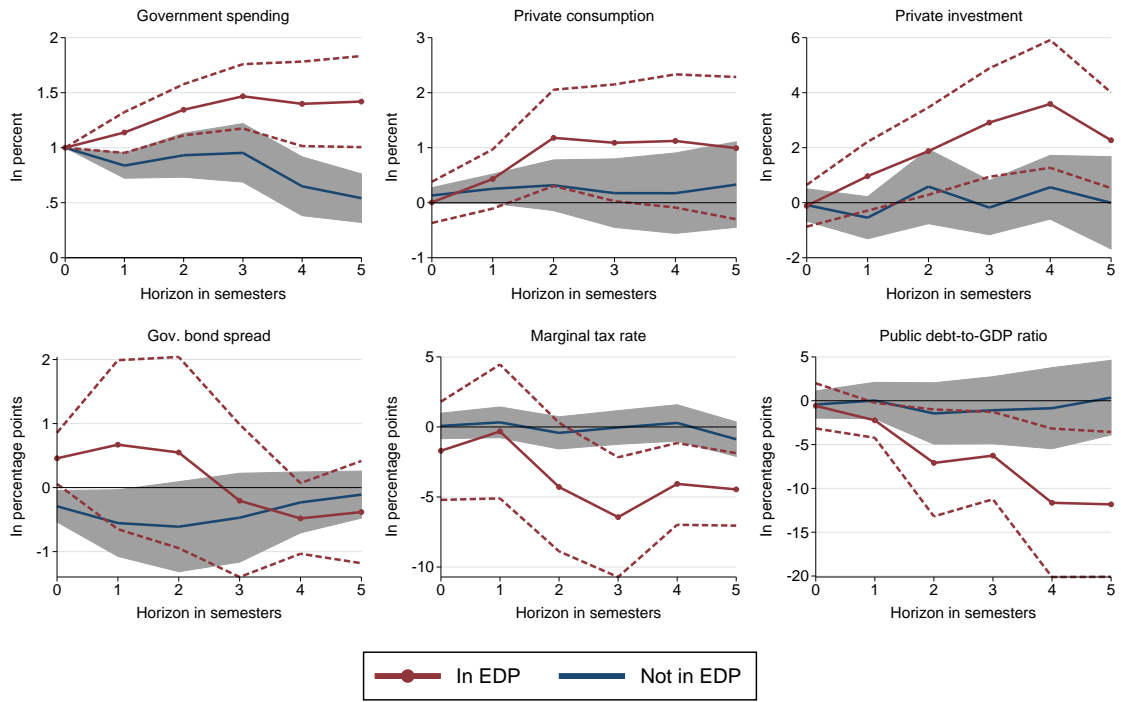 Government spending
Private consumption
Private investment
In percent
2
1.5
1
.5
0
0 1 2 3 4 5
Horizon in semesters
In percent
3
2
1
0
-1
0 1 2 3 4 5
Horizon in semesters
In percent
6
4
2
0
-2
0 1 2 3 4 5
Horizon in semesters
Gov. bond spread
Marginal tax rate
Public debt-to-GDP ratio
In percentage points
2
1
0
-1
0 1 2 3 4 5
Horizon in semesters
In percentage points
5
0
-5
-10
0 1 2 3 4 5
Horizon in semesters
In percentage points
5
0
-5
-10
-15
-20
0 1 2 3 4 5
Horizon in semesters
In EDP
Not in EDP